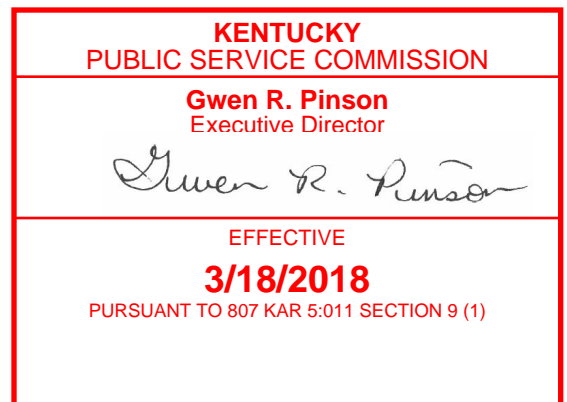 KENTUCKY
PUBLIC SERVICE COMMISSION
Gwen R. Pinson
Executive Director
Gwen R. Pinson
EFFECTIVE
3/18/2018
PURSUANT TO 807 KAR 5:011 SECTION 9 (1)